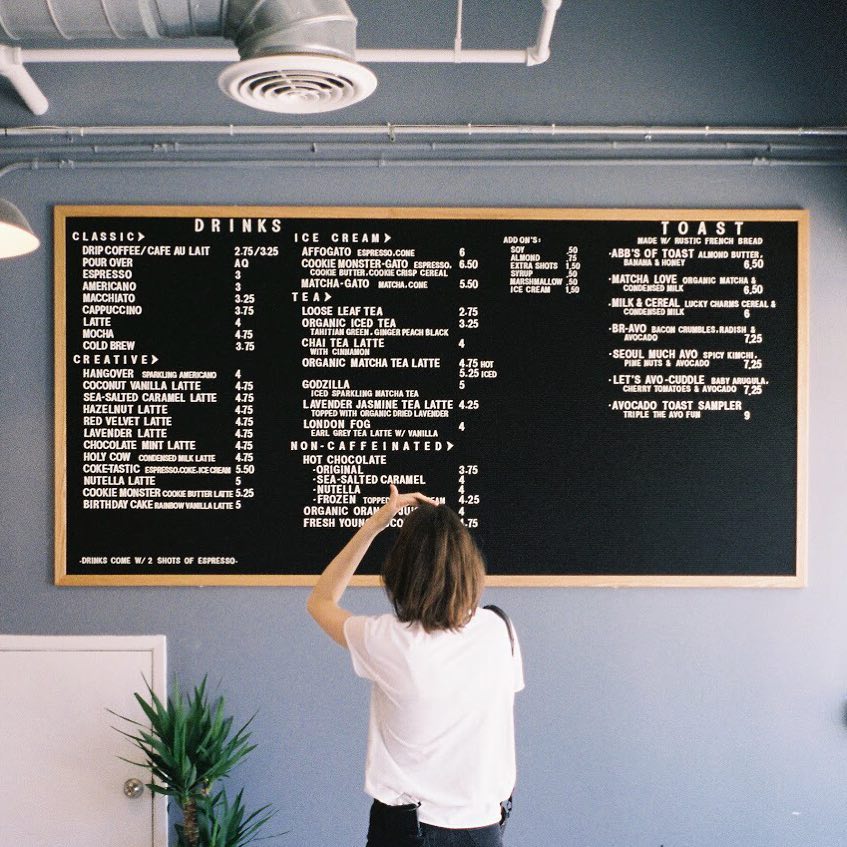 DRINKS
CLASSIC>
DRIP COFFEE/CAFE AU LAIT 2.75/3.25
POUR OVER AQ
ESPRESSO 3
AMERICANO 3
MACCHIATO 3.25
CAPPUCCINO 3.75
LATTE 4
MOCHA 4.75
COLD BREW 3.75
CREATIVE>
HANGOVER SPARKLING AMERICANO 4
COCONUT VANILLA LATTE 4.75
SEA-SALTED CARAMEL LATTE 4.75
HAZELNUT LATTE 4.75
RED VELVET LATTE 4.75
LAVENDER LATTE 4.75
CHOCOLATE MINT LATTE 4.75
HOLY COW CONDENSED MILK LATTE 4.75
COKE-TASTIC ESPRESSO.COKE.ICE CREAM 5.50
NUTELLA LATTE 5
COOKIE MONSTER COOKIE BUTTER LATTE 5.25
BIRTHDAY CAKE RAINBOW VANILLA LATTE 5
-DRINKS COME W/ 2 SHOTS OF ESPRESSO-
ICE CREAM>
AFFOGATO ESPRESSO.CONE 6
COOKIE MONSTER-GATO ESPRESSO. 6.50
COOKIE BUTTER.COOKIE CRISP CEREAL
MATCHA-GATO MATCHA.CONE 5.50
TEA>
LOOSE LEAF TEA 2.75
ORGANIC ICED TEA 3.25
TAHITIAN GREEN. GINGER PEACH BLACK
CHAI TEA LATTE 4
WITH CINNAMON
ORGANIC MATCHA TEA LATTE 4.75 HOT
5.25 ICED
GODZILLA 5
ICED SPARKLING MATCHA TEA
LAVENDER JASMINE TEA LATTE 4.25
TOPPED WITH ORGANIC DRIED LAVENDER
LONDON FOG 4
EARL GREY TEA LATTE W/ VANILLA
NON-CAFFEINATED>
HOT CHOCOLATE
-ORIGINAL 3.75
-SEA-SALTED CARAMEL 4
-NUTELLA 4
-FROZEN 4.25
ORGANIC 4
FRESH YOUNG
ADD ON'S:
SOY .50
ALMOND .75
EXTRA SHOTS 1.50
SYRUP .50
MARSHMALLOW .50
ICE CREAM 1.50
TOAST
MADE W/ RUSTIC FRENCH BREAD
-ABB'S OF TOAST ALMOND BUTTER.
BANANA & HONEY 6.50
-MATCHA LOVE ORGANIC MATCHA &
CONDENSED MILK 6.50
-MILK & CEREAL LUCKY CHARMS CEREAL &
CONDENSED MILK 6
-BR-AVO BACON CRUMBLES.RADISH &
AVOCADO 7.25
-SEOUL MUCH AVO SPICY KIMCHI.
PINE NUTS & AVOCADO 7.25
-LET'S AVO-CUDDLE BABY ARUGULA.
CHERRY TOMATOES & AVOCADO 7.25
-AVOCADO TOAST SAMPLER
TRIPLE THE AVO FUN 9